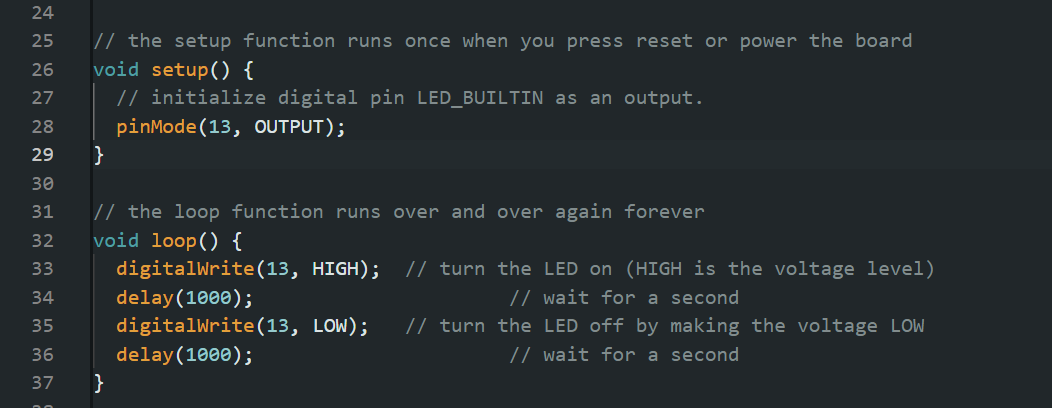 24
25 // the setup function runs once when you press reset or power the board
26 void setup() {
27   // initialize digital pin LED_BUILTIN as an output.
28   pinMode(13, OUTPUT);
29 }
30
31 // the loop function runs over and over again forever
32 void loop() {
33   digitalWrite(13, HIGH);  // turn the LED on (HIGH is the voltage level)
34   delay(1000);                      // wait for a second
35   digitalWrite(13, LOW);   // turn the LED off by making the voltage LOW
36   delay(1000);                      // wait for a second
37 }